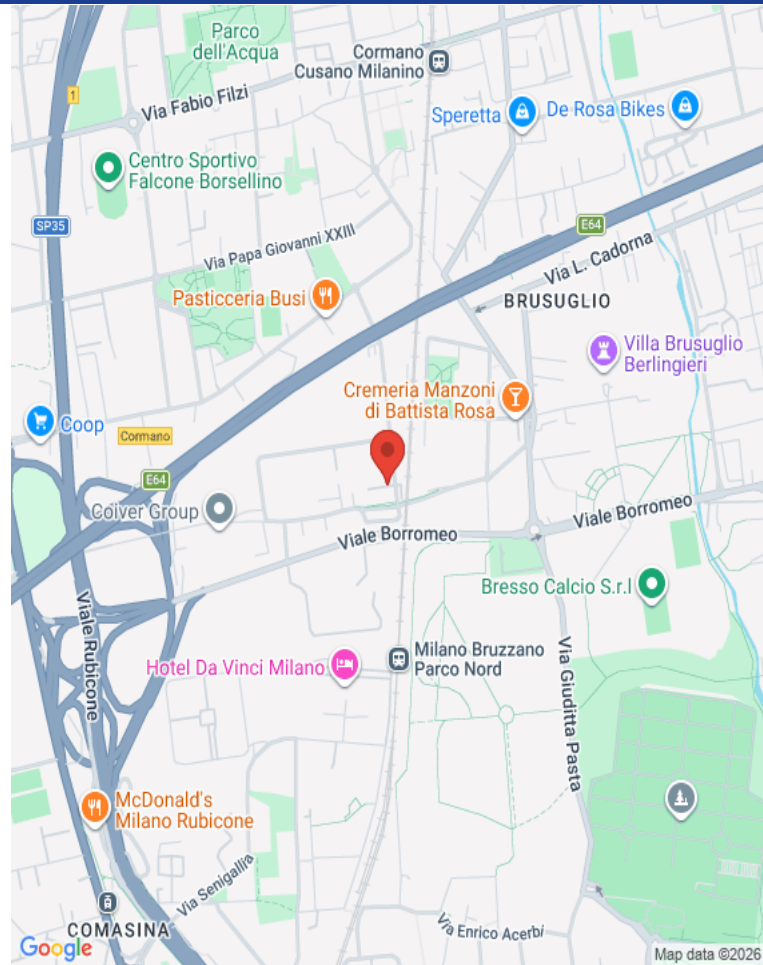 Parco
dell'Acqua
Cormano
Cusano Milanino
1
Via Fabio Filzi
Speretta
De Rosa Bikes
Centro Sportivo
Falcone Borsellino
SP35
E64
Via Papa Giovanni XXIII
Via L. Cadorna
Pasticceria Busi
BRUSUGLIO
Villa Brusuglio
Berlingieri
Cremeria Manzoni
di Battista Rosa
Coop
Cormano
E64
Coiver Group
Viale Borromeo
Viale Borromeo
Bresso Calcio S.r.l
Viale Rubicone
Hotel Da Vinci Milano
Milano Bruzzano
Parco Nord
Via Giuditta Pasta
McDonald's
Milano Rubicone
Via Senigallia
COMASINA
Via Enrico Acerbi
Google
Map data ©2026